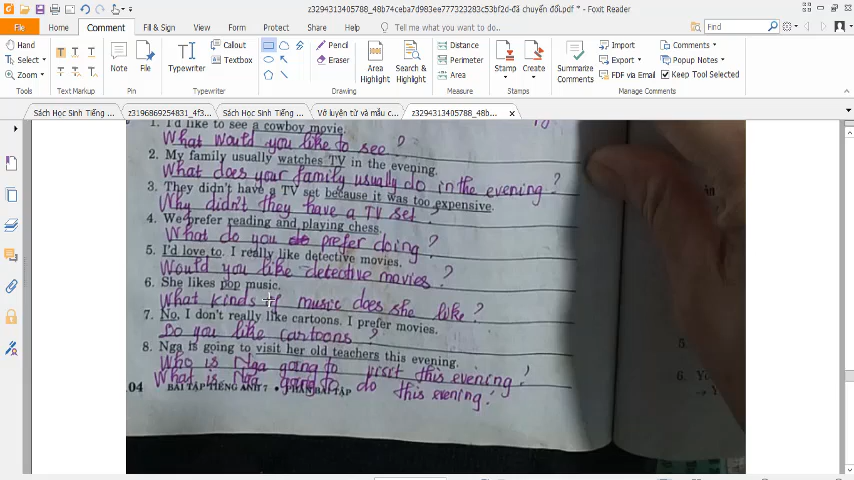 z3294313405788_48b74ceba7d983ee777323283c53bf2d-đã chuyển đổi.pdf * - Foxit Reader
File Home Comment View Form Protect Share Help Tell me what you want to do... Find
Hand Select Zoom
Text Markup
Note File
Pin
Typewriter Callout Textbox
Typewriter
Pencil Eraser
Drawing
Area Highlight Search & Highlight
Distance Perimeter Area
Measure
Stamp Create
Stamps
Summarize Comments Import Export FDF via Email Comments Popup Notes Keep Tool Selected
Manage Comments
Sách Học Sinh Tiếng ... z3196869254831_4f3... Sách Học Sinh Tiếng ... Vở luyện từ và mẫu c... z3294313405788_48b...
1. I'd like to see a cowboy movie.
What would you like to see ?
2. My family usually watches TV in the evening.
What does your family usually do in the evening ?
3. They didn't have a TV set because it was too expensive.
Why didn't they have a TV set ?
4. We prefer reading and playing chess.
What do you prefer doing ?
5. I'd love to. I really like detective movies.
Would you like detective movies ?
6. She likes pop music.
What kinds of music does she like ?
7. No, I don't really like cartoons. I prefer movies.
Do you like cartoons ?
8. Nga is going to visit her old teachers this evening.
Who is Nga going to visit this evening ?
What is Nga going to do this evening ?
04 BÀI TẬP TIẾNG ANH 7 • PHẦN BÀI TẬP
5.
6. Y
→ Y